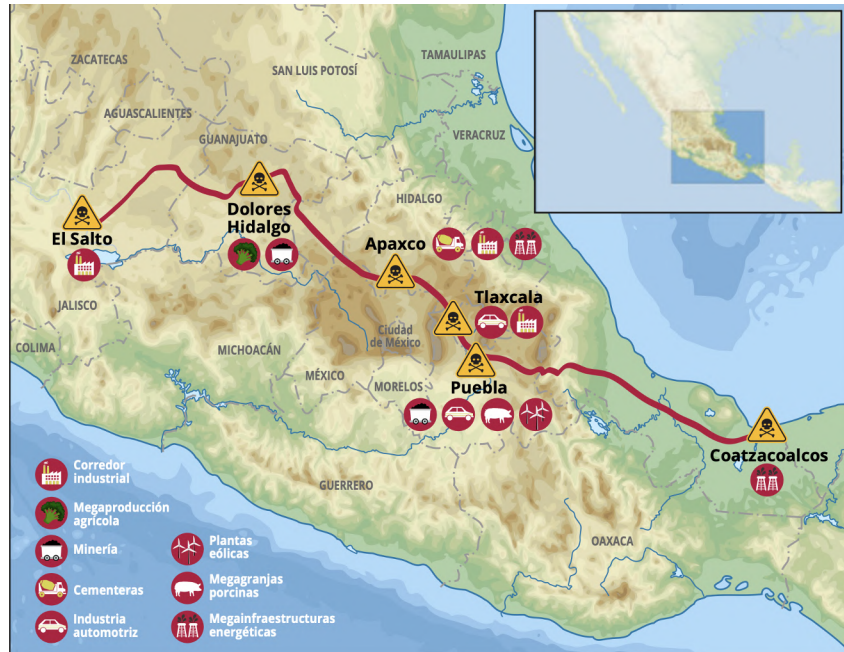 ZACATECAS
TAMAULIPAS
SAN LUIS POTOSÍ
AGUASCALIENTES
GUANAJUATO
VERACRUZ
HIDALGO
El Salto
Dolores
Hidalgo
Apaxco
Tlaxcala
JALISCO
Ciudad
de México
COLIMA
MICHOACÁN
MÉXICO
MORELOS
Puebla
Coatzacoalcos
GUERRERO
OAXACA
Corredor
industrial
Megaproducción
agrícola
Minería
Cementeras
Industria
automotriz
Plantas
eólicas
Megagranjas
porcinas
Megainfraestructuras
energéticas